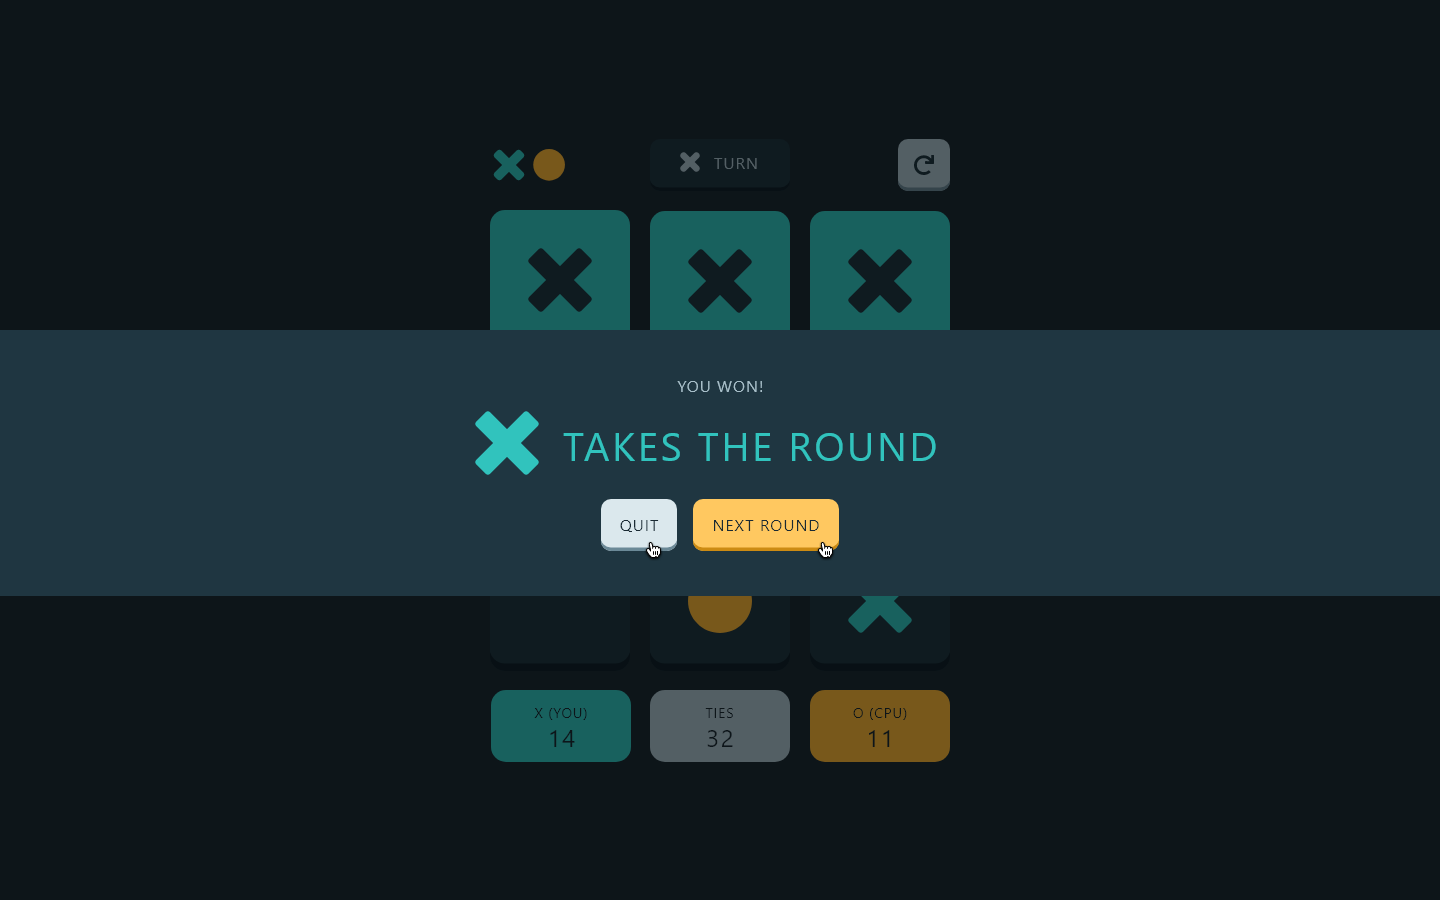 TURN
YOU WON!
TAKES THE ROUND
QUIT
NEXT ROUND
X (YOU)
14
TIES
32
O (CPU)
11